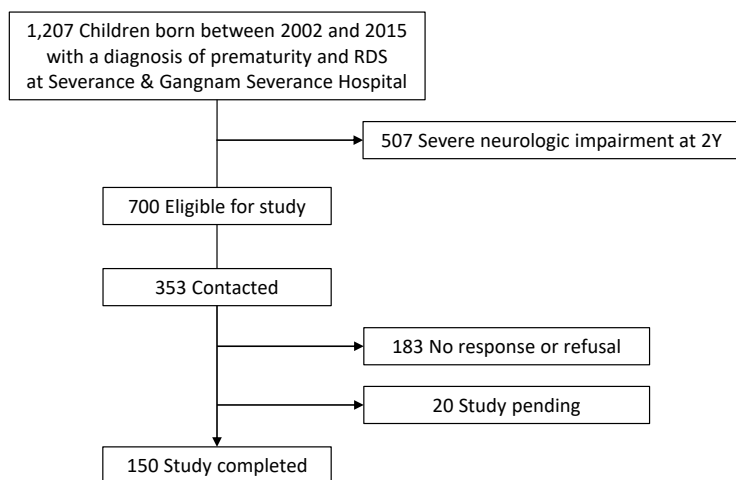 1,207 Children born between 2002 and 2015
with a diagnosis of prematurity and RDS
at Severance & Gangnam Severance Hospital
507 Severe neurologic impairment at 2Y
700 Eligible for study
353 Contacted
183 No response or refusal
20 Study pending
150 Study completed